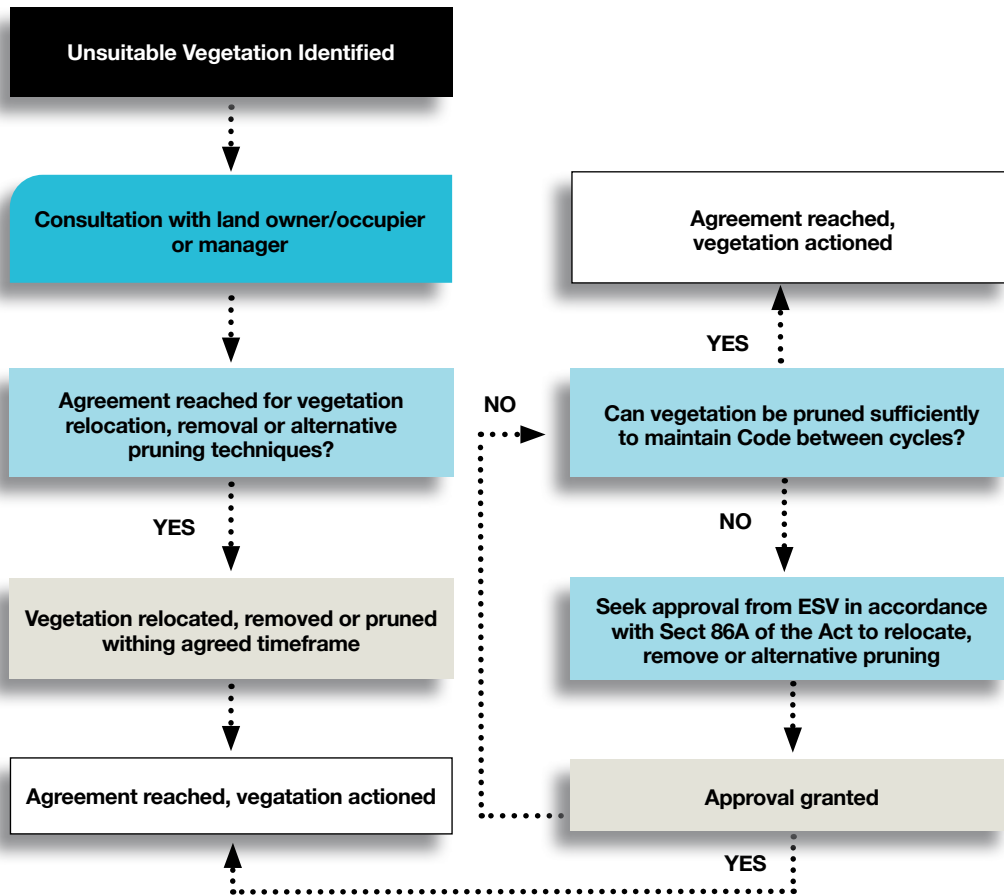 Unsuitable Vegetation Identified
Consultation with land owner/occupier
or manager
Agreement reached for vegetation
relocation, removal or alternative
pruning techniques?
YES
Vegetation relocated, removed or pruned
withing agreed timeframe
Agreement reached, vegatation actioned
Agreement reached,
vegetation actioned
YES
NO
Can vegetation be pruned sufficiently
to maintain Code between cycles?
NO
Seek approval from ESV in accordance
with Sect 86A of the Act to relocate,
remove or alternative pruning
Approval granted
YES